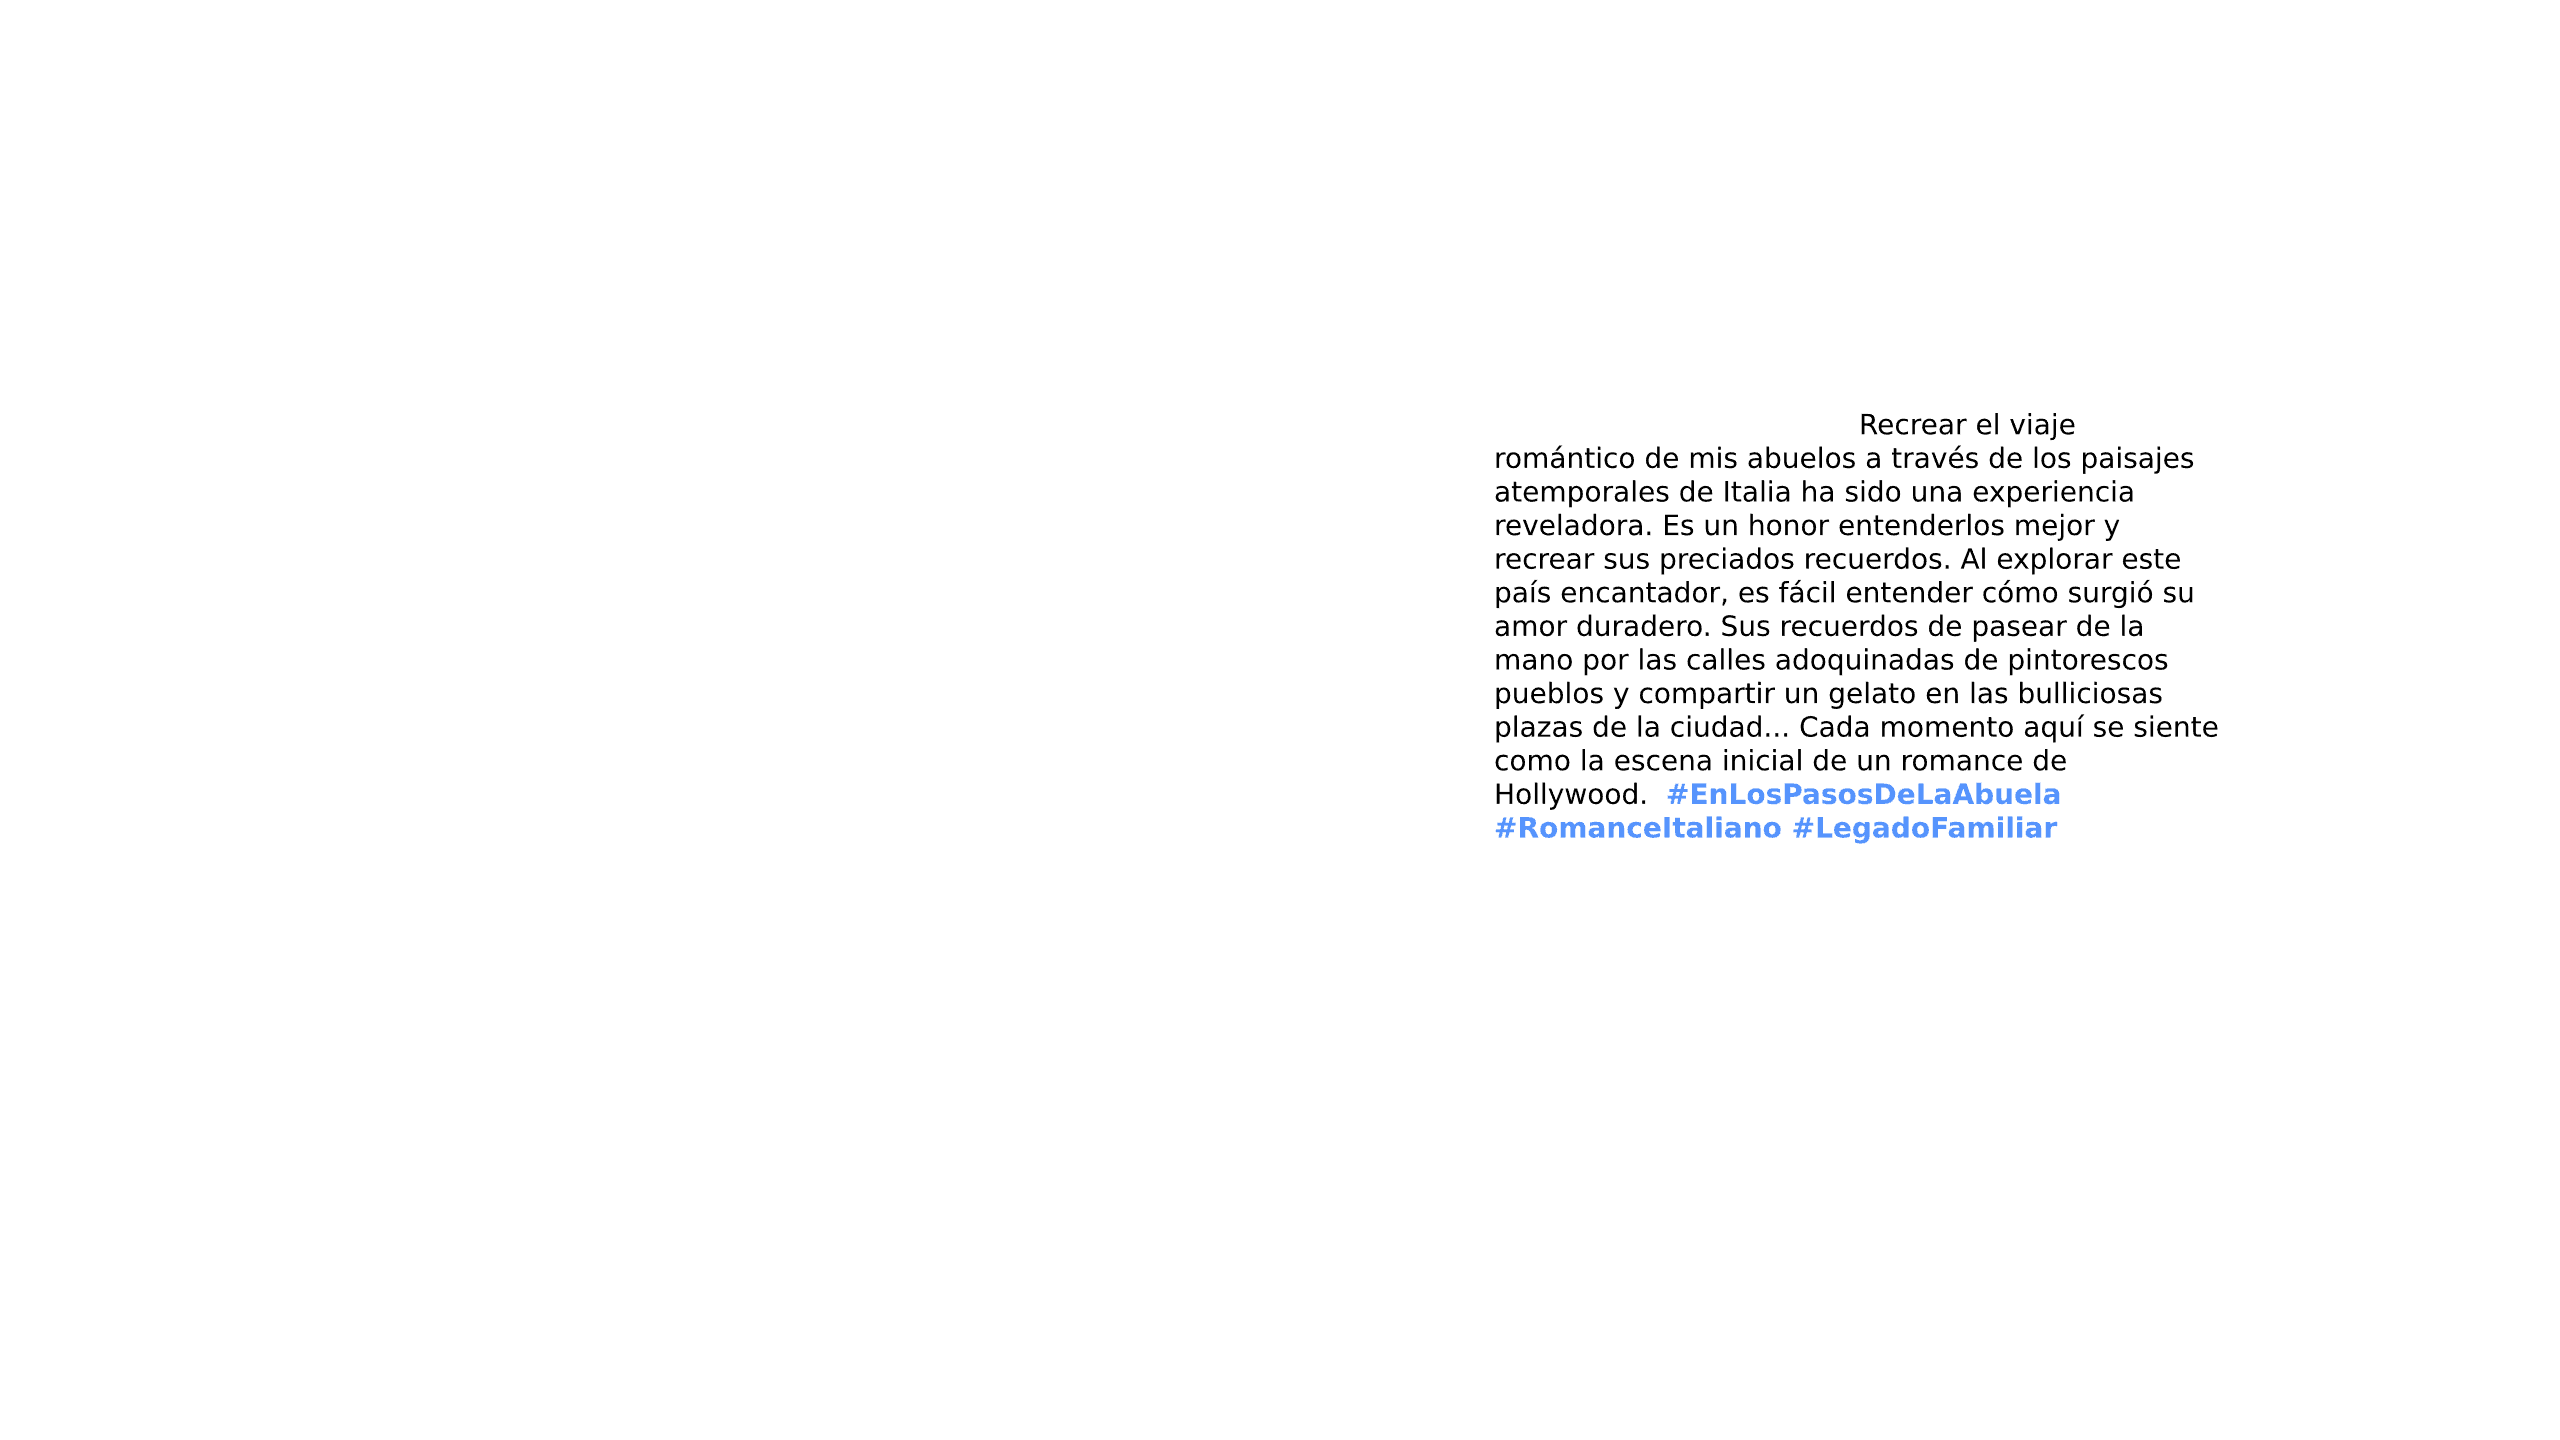 Recrear el viaje
romántico de mis abuelos a través de los paisajes
atemporales de Italia ha sido una experiencia
reveladora. Es un honor entenderlos mejor y
recrear sus preciados recuerdos. Al explorar este
país encantador, es fácil entender cómo surgió su
amor duradero. Sus recuerdos de pasear de la
mano por las calles adoquinadas de pintorescos
pueblos y compartir un gelato en las bulliciosas
plazas de la ciudad... Cada momento aquí se siente
como la escena inicial de un romance de
Hollywood.  #EnLosPasosDeLaAbuela
#RomanceItaliano #LegadoFamiliar